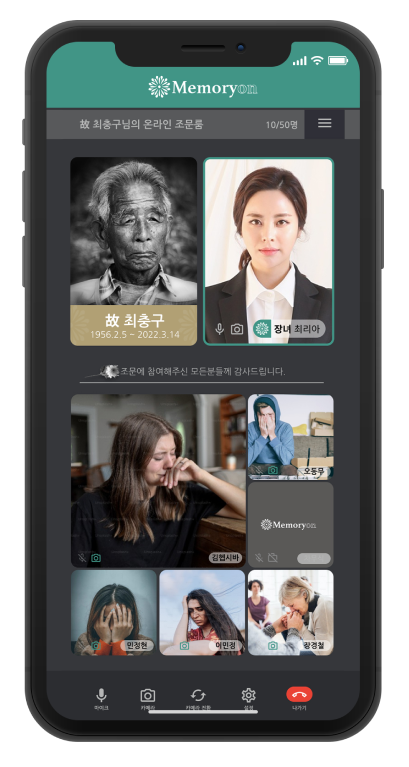 Memoryon
故 최충구님의 온라인 조문룸
10/50명
故 최충구
1956.2.5 ~ 2022.3.14
장녀 최리아
조문에 참여해주신 모든분들께 감사드립니다.
오동무
김햅시바
Memoryon
민정현
이민정
장경철
마이크
카메라
카메라 전환
설정
나가기